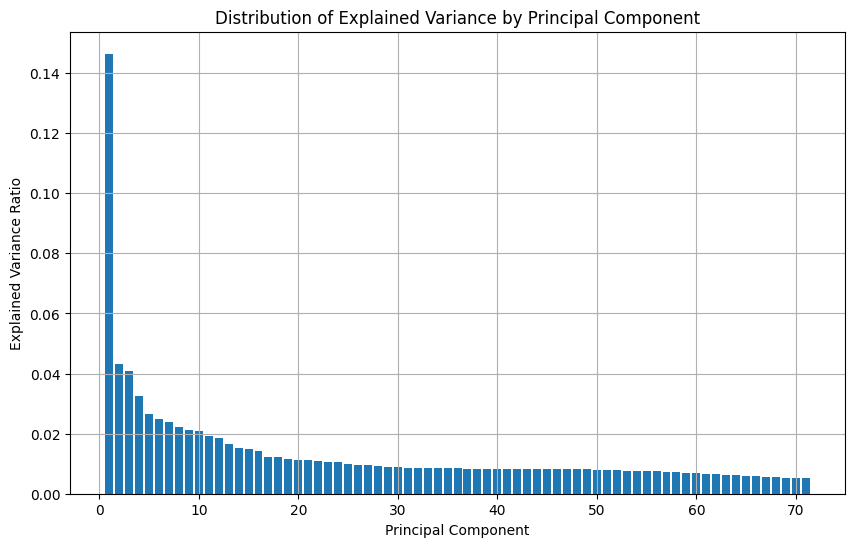 Distribution of Explained Variance by Principal Component
Explained Variance Ratio
0.14
0.12
0.10
0.08
0.06
0.04
0.02
0.00
0 10 20 30 40 50 60 70
Principal Component